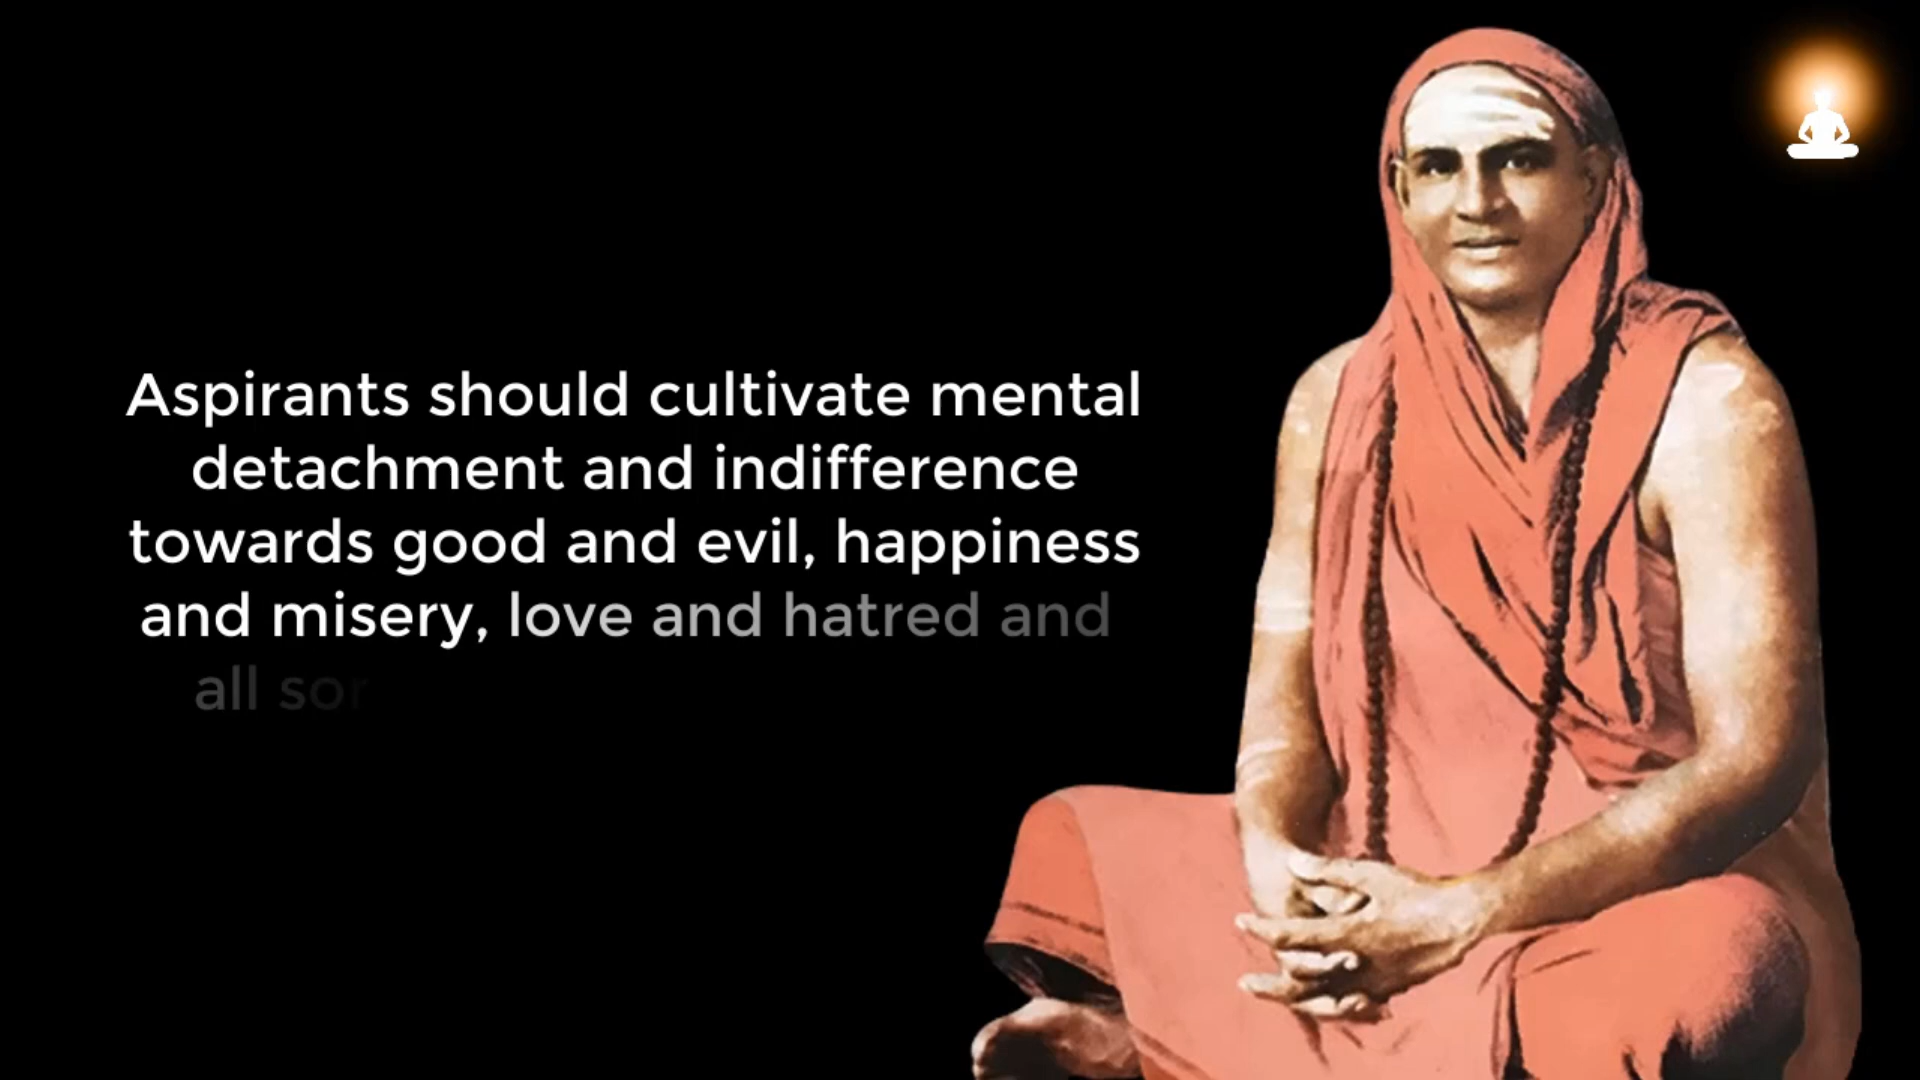 Aspirants should cultivate mental
detachment and indifference
towards good and evil, happiness
and misery, love and hatred and
all